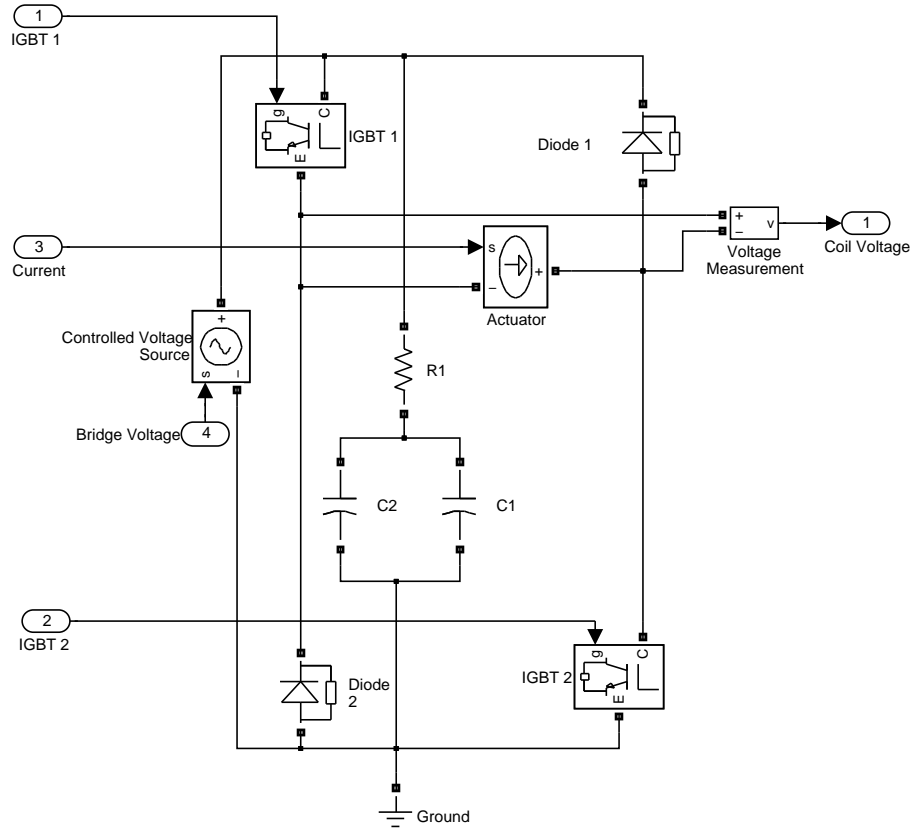 1
IGBT 1
g
C
E
IGBT 1
Diode 1
3
Current
s
+
−
Actuator
+
−
v
Voltage
Measurement
1
Coil Voltage
Controlled Voltage
Source
+
s
−
Bridge Voltage
4
R1
C2
C1
2
IGBT 2
g
C
E
IGBT 2
Diode
2
Ground